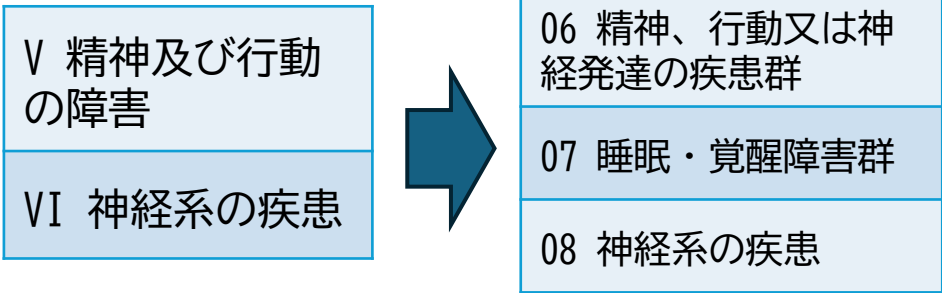 V 精神及び行動
の障害
VI 神経系の疾患
06 精神、行動又は神
経発達の疾患群
07 睡眠・覚醒障害群
08 神経系の疾患